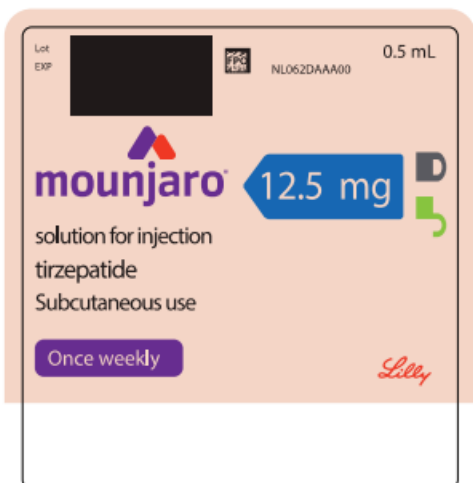 Lot
EXP
FPO
NL062DAAA00
0.5 mL
mounjaro
12.5 mg
solution for injection
tirzepatide
Subcutaneous use
Once weekly
Lilly